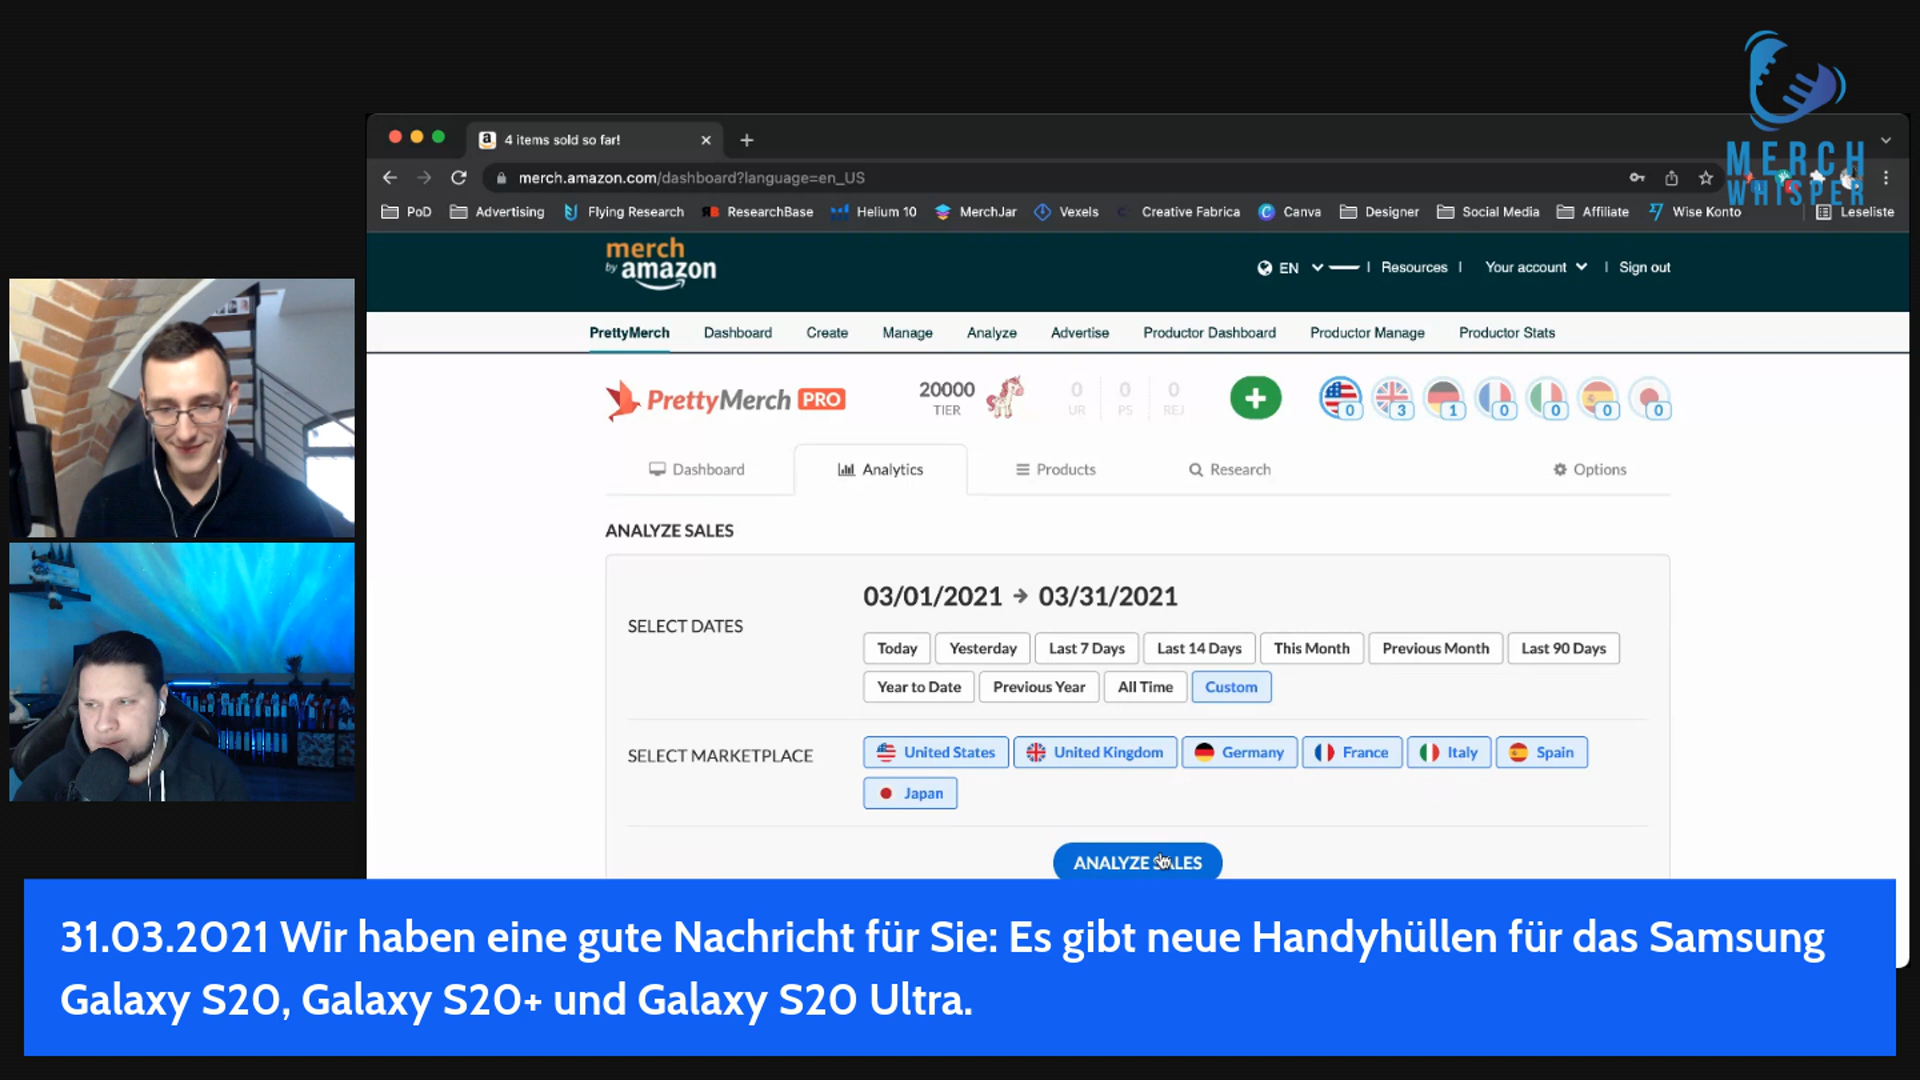 4 items sold so far!
merch.amazon.com/dashboard?language=en_US
PoD Advertising Flying Research ResearchBase Helium 10 MerchJar Vexels Creative Fabrica Canva Designer Social Media Affiliate Wise Konto Leseliste
MERCH
WHISPER
merch
by amazon
EN Resources Your account Sign out
PrettyMerch Dashboard Create Manage Analyze Advertise Productor Dashboard Productor Manage Productor Stats
PrettyMerch PRO
20000
TIER
0 0 0
UR PS REJ
0 3 1 0 0 0 0
Dashboard Analytics Products Research Options
ANALYZE SALES
SELECT DATES
03/01/2021 → 03/31/2021
Today Yesterday Last 7 Days Last 14 Days This Month Previous Month Last 90 Days
Year to Date Previous Year All Time Custom
SELECT MARKETPLACE
United States United Kingdom Germany France Italy Spain
Japan
ANALYZE SALES
31.03.2021 Wir haben eine gute Nachricht für Sie: Es gibt neue Handyhüllen für das Samsung
Galaxy S20, Galaxy S20+ und Galaxy S20 Ultra.